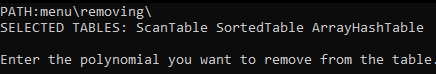 PATH:menu\removing\
SELECTED TABLES: ScanTable SortedTable ArrayHashTable
Enter the polynomial you want to remove from the table.